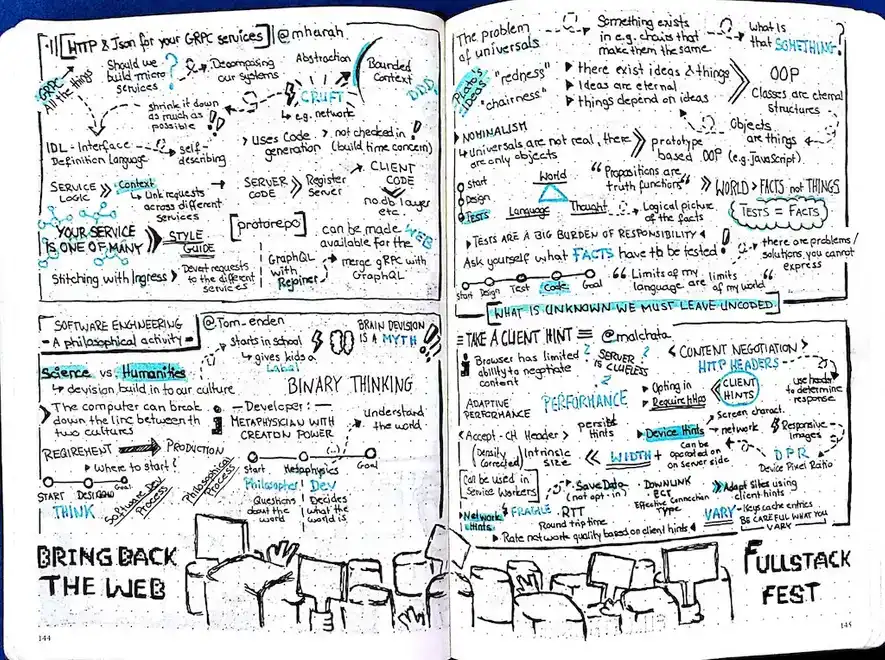 HTTP & Json for your GRPC services
@mharah
GRPC
All the things
Should we
build micro
services
?
Decomposing
our systems
Abstraction
CRUFT
↳ e.g. network
Bounded
Context
DDD
shrink it down
as much as
possible
!!
IDL - Interface
Definition Language
self-
describing
› Uses Code
generation
› not checked in
(build time concern)
!
SERVICE
LOGIC
Context
↳ Link requests
across different
services
SERVER
CODE
Register
Server
CLIENT
CODE
no db layer
etc.
YOUR SERVICE
IS ONE OF MANY
STYLE
GUIDE
[protorepo]
can be made
available for the
WEB
Stitching with Ingress
Divert requests
to the different
services
GraphQL
with
Rejoiner
merge gRPC with
GraphQL
SOFTWARE ENGINEERING
- A philosophical activity -
@Tom_enden
starts in school
↳ gives kids a
Label
BRAIN DEVISION
IS A MYTH
!!
Science vs. Humanities
↳ devision build in to our culture
BINARY THINKING
The computer can break
down the line between the
two cultures
- Developer:
METAPHYSICIAN WITH
CREATION POWER
Understand
the world
REQUIREMENT
PRODUCTION
› Where to start?
START
DESIGN
Goal
THINK
Software Dev
Process
Philosophical
Process
Start
Metaphysics
(...)
Goal
Philosopher
Dev
Questions
about the
world
Decides
what the
world is
BRING BACK
THE WEB
144
The problem
of universals
Something exists
in e.g. chairs that
make them the same
What is
that SOMETHING
?
Plato's
Ideas
"redness"
"chairness"
▸ there exist ideas & things
▸ Ideas are eternal
▸ things depend on ideas
OOP
Classes are eternal
structures
› NOMINALISM
↳ Universals are not real, there
are only objects
prototype
based OOP (e.g. JavaScript)
Objects
are things
Start
Design
Tests
World
Language
Thought
"Propositions are
truth functions"
Logical picture
of the facts
WORLD > FACTS not THINGS
TESTS = FACTS
▸ TESTS ARE A BIG BURDEN OF RESPONSIBILITY ◂
Ask yourself what FACTS have to be tested
!
there are problems/
solutions you cannot
express
Start
Design
Test
Code
Goal
"Limits of my
language are
limits
of my world"
WHAT IS UNKNOWN WE MUST LEAVE UNCODED
≡ TAKE A CLIENT HINT ≡ @malchata
Browser has limited
ability to negotiate
content
? SERVER ?
IS CLUELESS
?
< CONTENT NEGOTIATION >
HTTP HEADERS
ADAPTIVE
PERFORMANCE
PERFORMANCE
▸ Opting in
▸ Require https
CLIENT
HINTS
use header
to determine
response
<Accept-CH Header>
persist
Hints
▸ Device Hints
Screen charact.
network
Responsive
Images
(Density
Corrected)
Intrinsic
SIZE
WIDTH
Can be
operated on
on server side
DPR
Device Pixel Ratio
Can be used in
Service Workers
▸ SaveData
(not opt-in)
▸ DOWNLINK
▸ ECT
Effective Connection
Type
Adapt sites using
client hints
▸ Network
Hints
FRAGILE
▸ RTT
Round trip time
VARY
- Keys cache entries
BE CAREFUL WHAT YOU
VARY
▸ Rate network quality based on client hints ◂
FULLSTACK
FEST
145